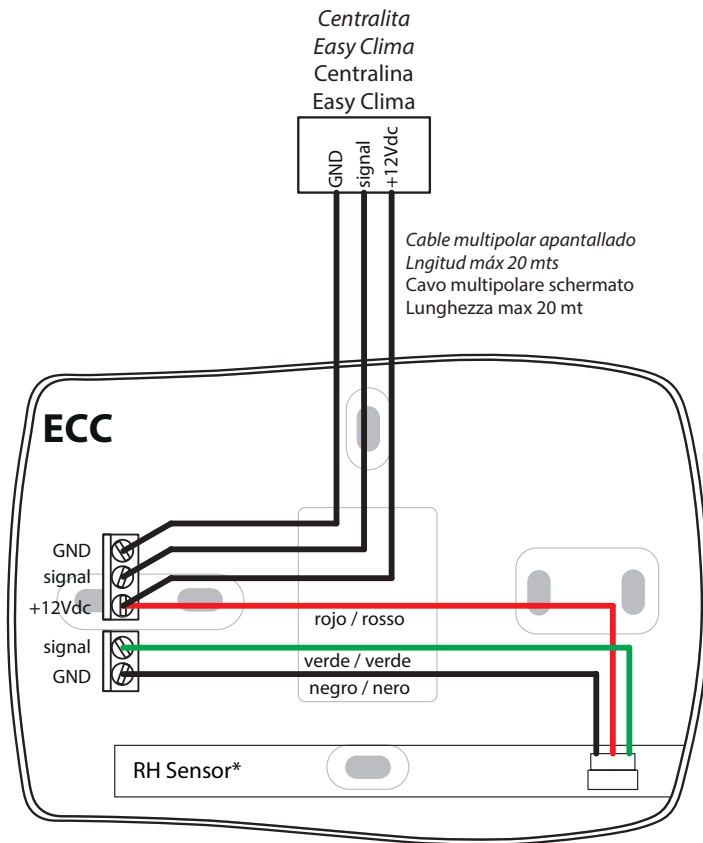 Centralita
Easy Clima
Centralina
Easy Clima
GND
signal
+12Vdc
Cable multipolar apantallado
Lngitud máx 20 mts
Cavo multipolare schermato
Lunghezza max 20 mt
ECC
GND
signal
+12Vdc
rojo / rosso
signal
verde / verde
GND
negro / nero
RH Sensor*